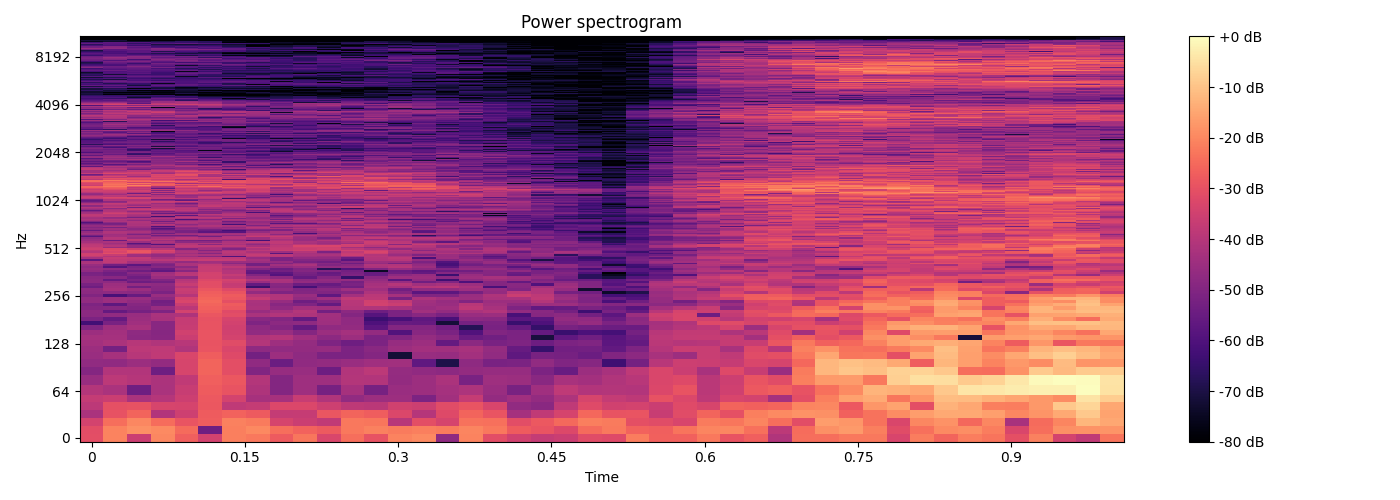 Power spectrogram
Hz
8192
4096
2048
1024
512
256
128
64
0
0 0.15 0.3 0.45 0.6 0.75 0.9
Time
+0 dB
-10 dB
-20 dB
-30 dB
-40 dB
-50 dB
-60 dB
-70 dB
-80 dB